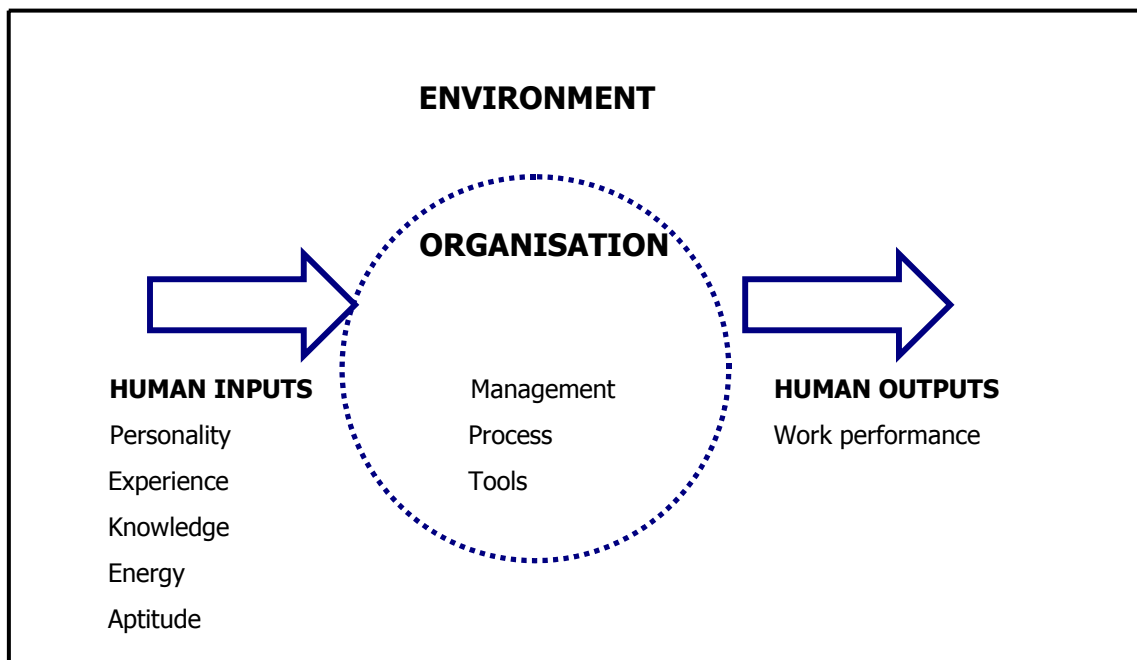 ENVIRONMENT
ORGANISATION
HUMAN INPUTS
Personality
Experience
Knowledge
Energy
Aptitude
Management
Process
Tools
HUMAN OUTPUTS
Work performance